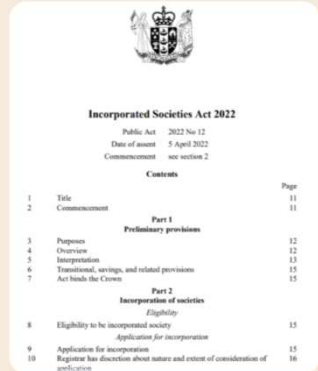 Incorporated Societies Act 2022
Public Act 2022 No 12
Date of assent 5 April 2022
Commencement see section 2
Contents
Page
1 Title 11
2 Commencement 11
Part 1
Preliminary provisions
3 Purposes 12
4 Overview 12
5 Interpretation 13
6 Transitional, savings, and related provisions 15
7 Act binds the Crown 15
Part 2
Incorporation of societies
Eligibility
8 Eligibility to be incorporated society 15
Application for incorporation
9 Application for incorporation 15
10 Registrar has discretion about nature and extent of consideration of 16
application